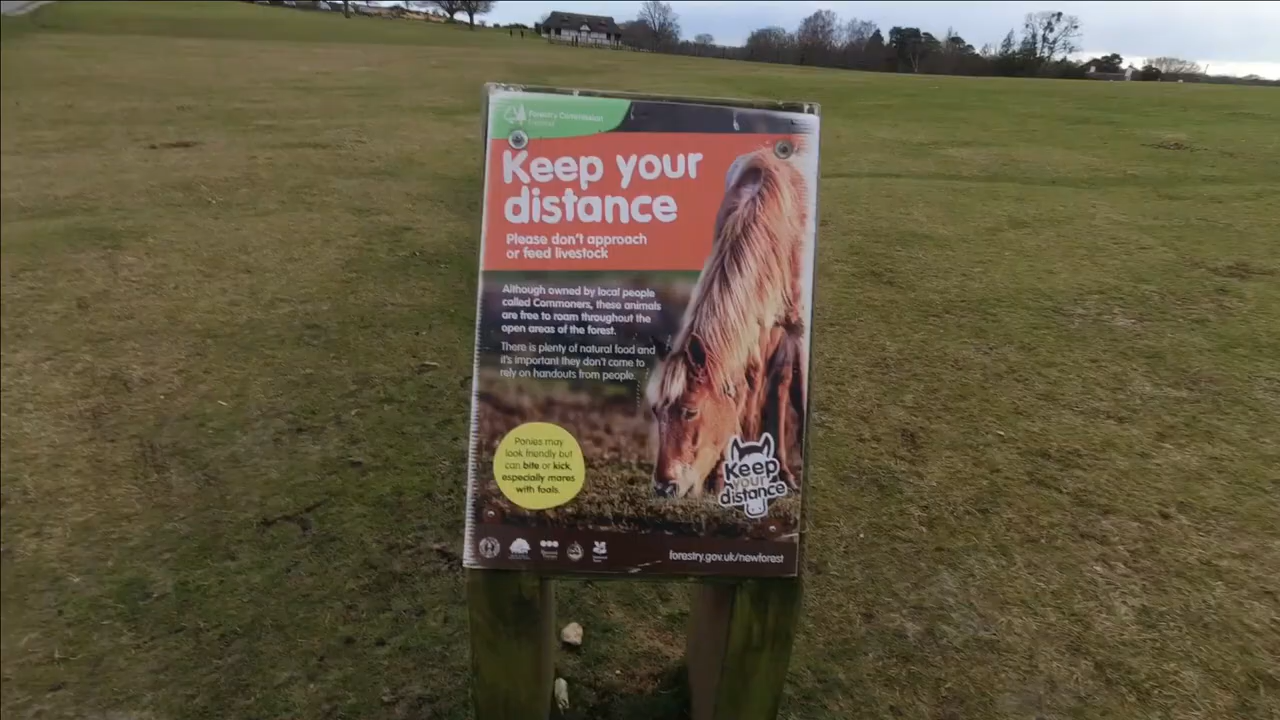 Forestry Commission
Keep your
distance
Please don't approach
or feed livestock
Although owned by local people
called Commoners, these animals
are free to roam throughout the
open areas of the forest.
There is plenty of natural food and
it's important they don't come to
rely on handouts from people.
Ponies may
look friendly but
can bite or kick,
especially mares
with foals.
Keep
your
distance
forestry.gov.uk/newforest